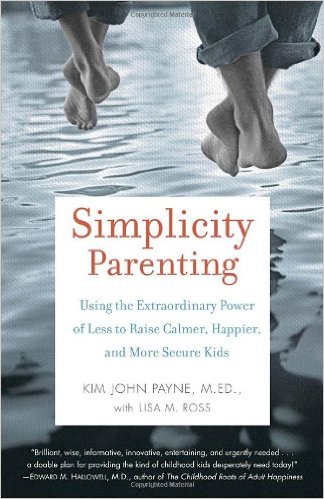 Simplicity
Parenting
Using the Extraordinary Power
of Less to Raise Calmer, Happier,
and More Secure Kids
KIM JOHN PAYNE, M.ED.,
with LISA M. ROSS
"Brilliant, wise, informative, innovative, entertaining, and urgently needed . . .
a doable plan for providing the kind of childhood kids desperately need today!"
—EDWARD M. HALLOWELL, M.D., author of The Childhood Roots of Adult Happiness